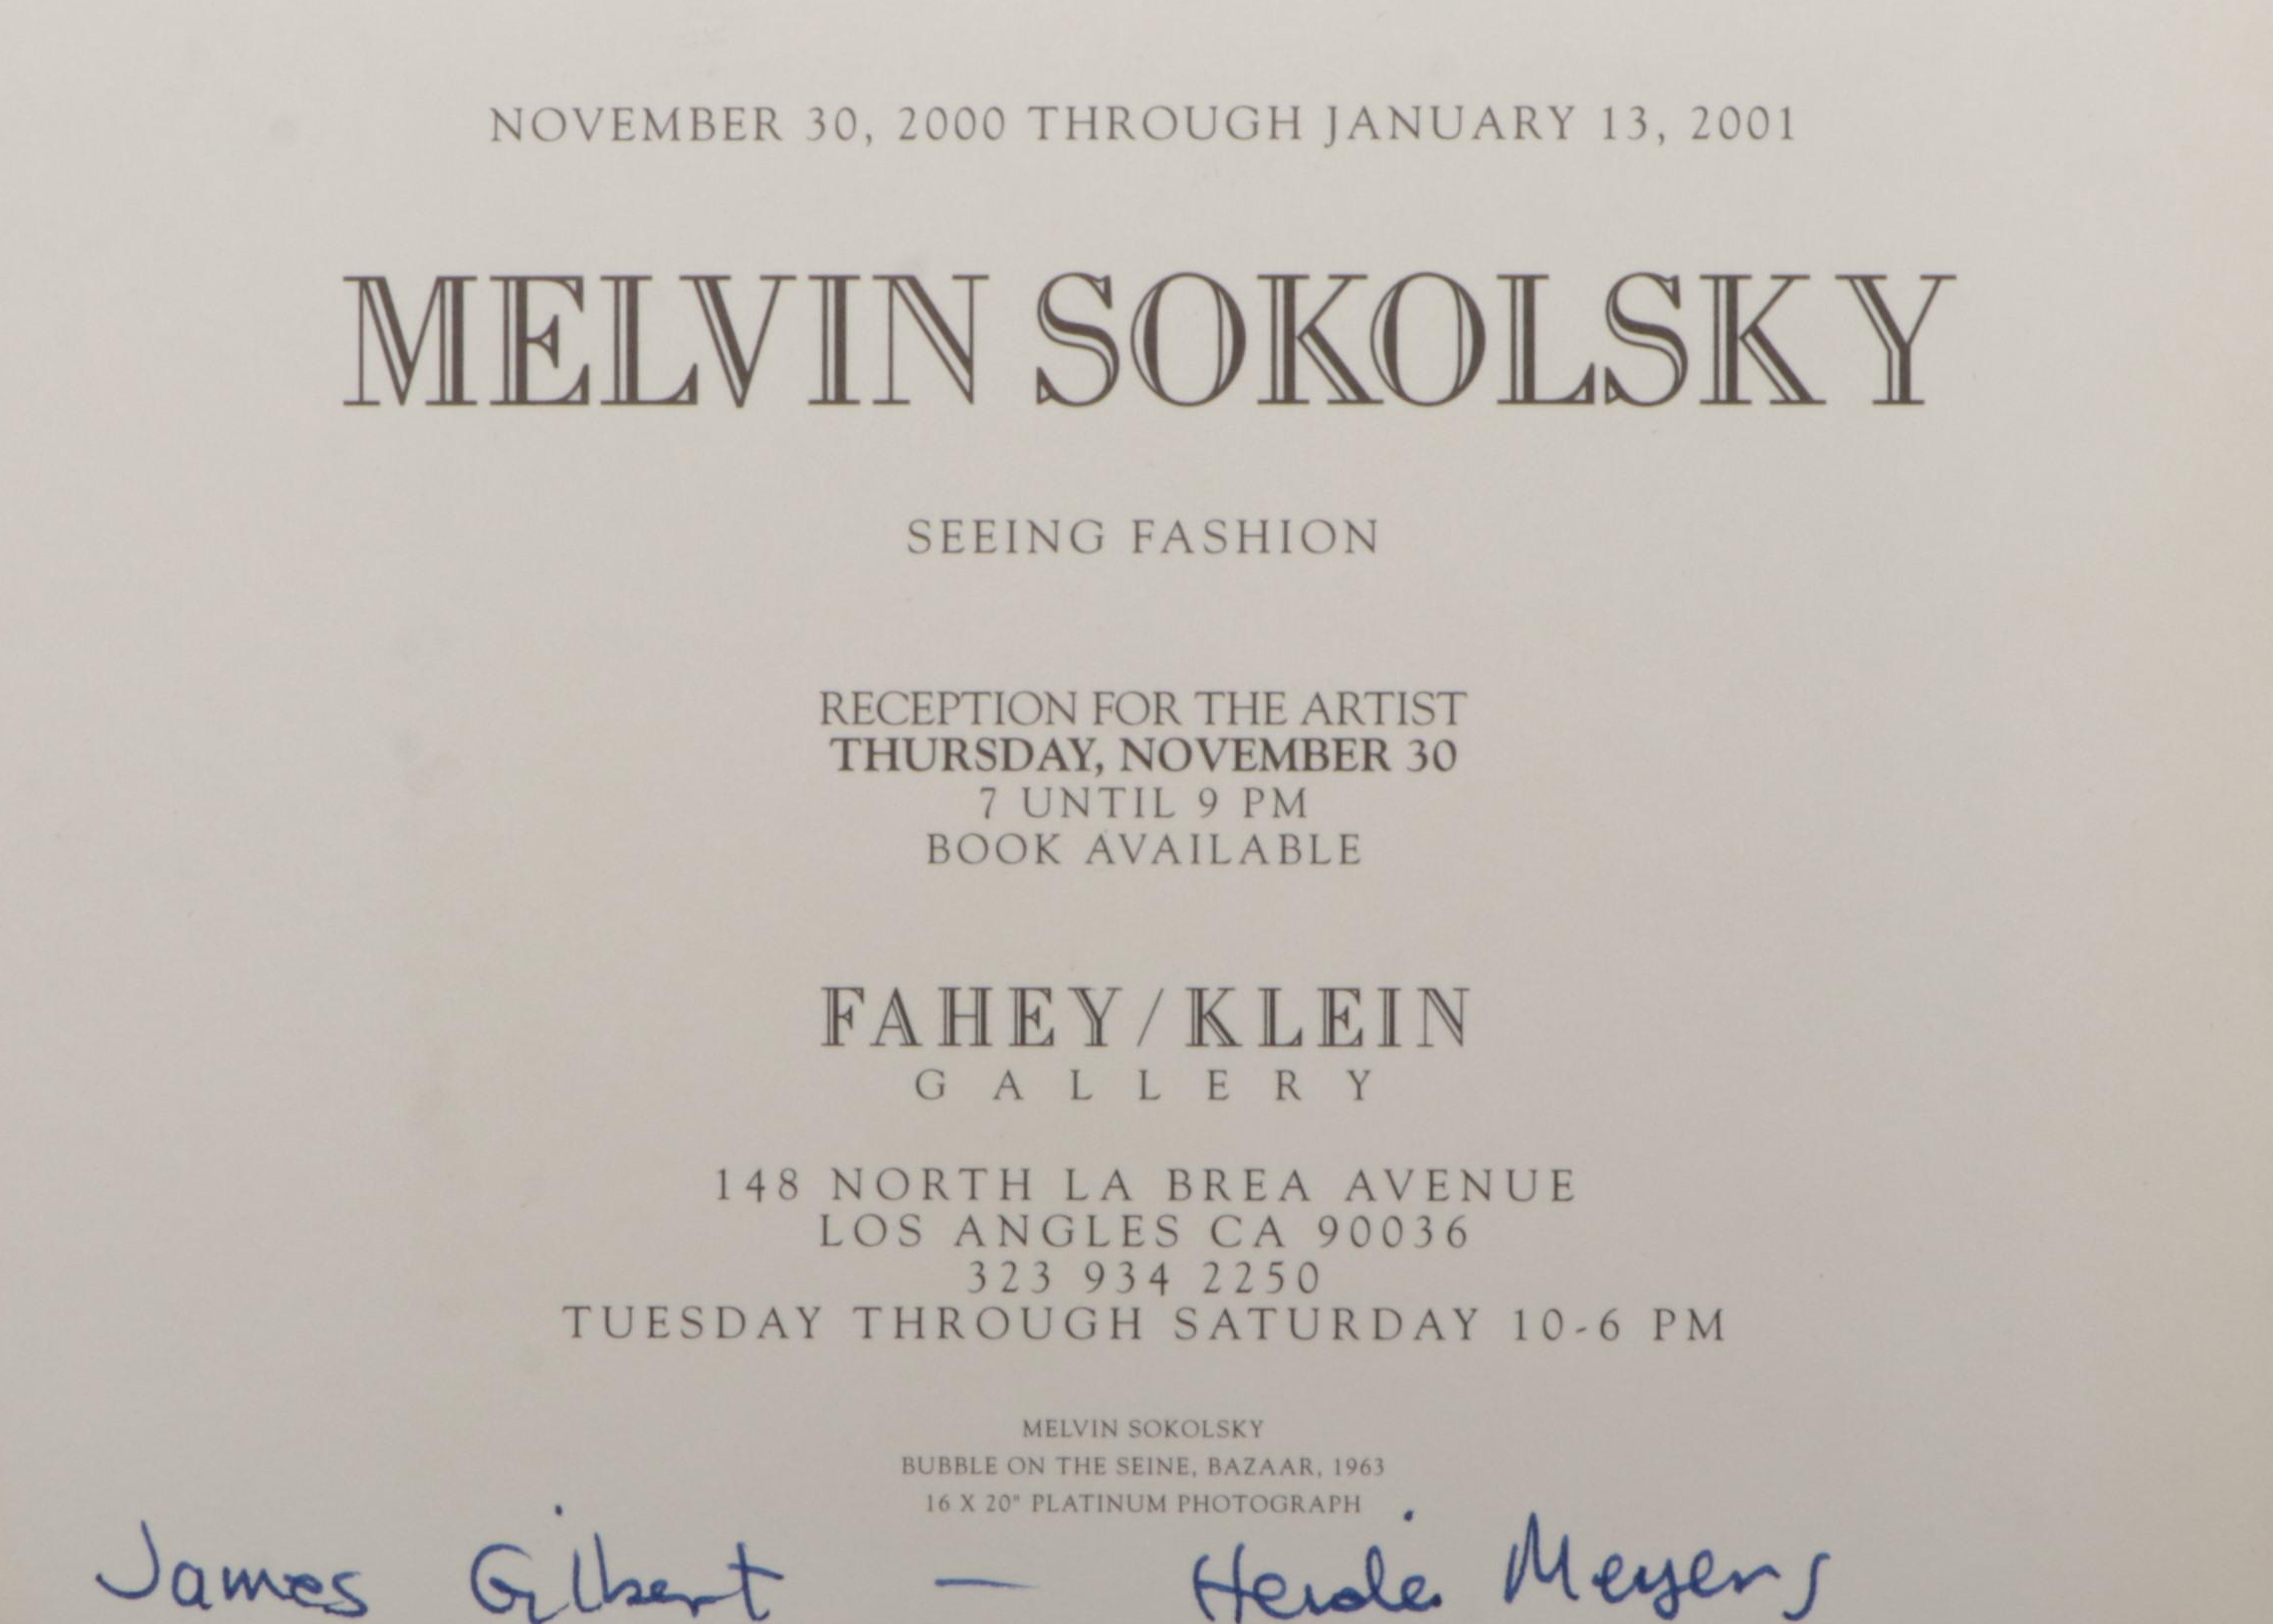 NOVEMBER 30, 2000 THROUGH JANUARY 13, 2001
MELVIN SOKOLSKY
SEEING FASHION
RECEPTION FOR THE ARTIST
THURSDAY, NOVEMBER 30
7 UNTIL 9 PM
BOOK AVAILABLE
FAHEY/KLEIN
GALLERY
148 NORTH LA BREA AVENUE
LOS ANGLES CA 90036
323 934 2250
TUESDAY THROUGH SATURDAY 10-6 PM
MELVIN SOKOLSKY
BUBBLE ON THE SEINE, BAZAAR, 1963
16 X 20" PLATINUM PHOTOGRAPH
James Gilbert — Heidi Meyers